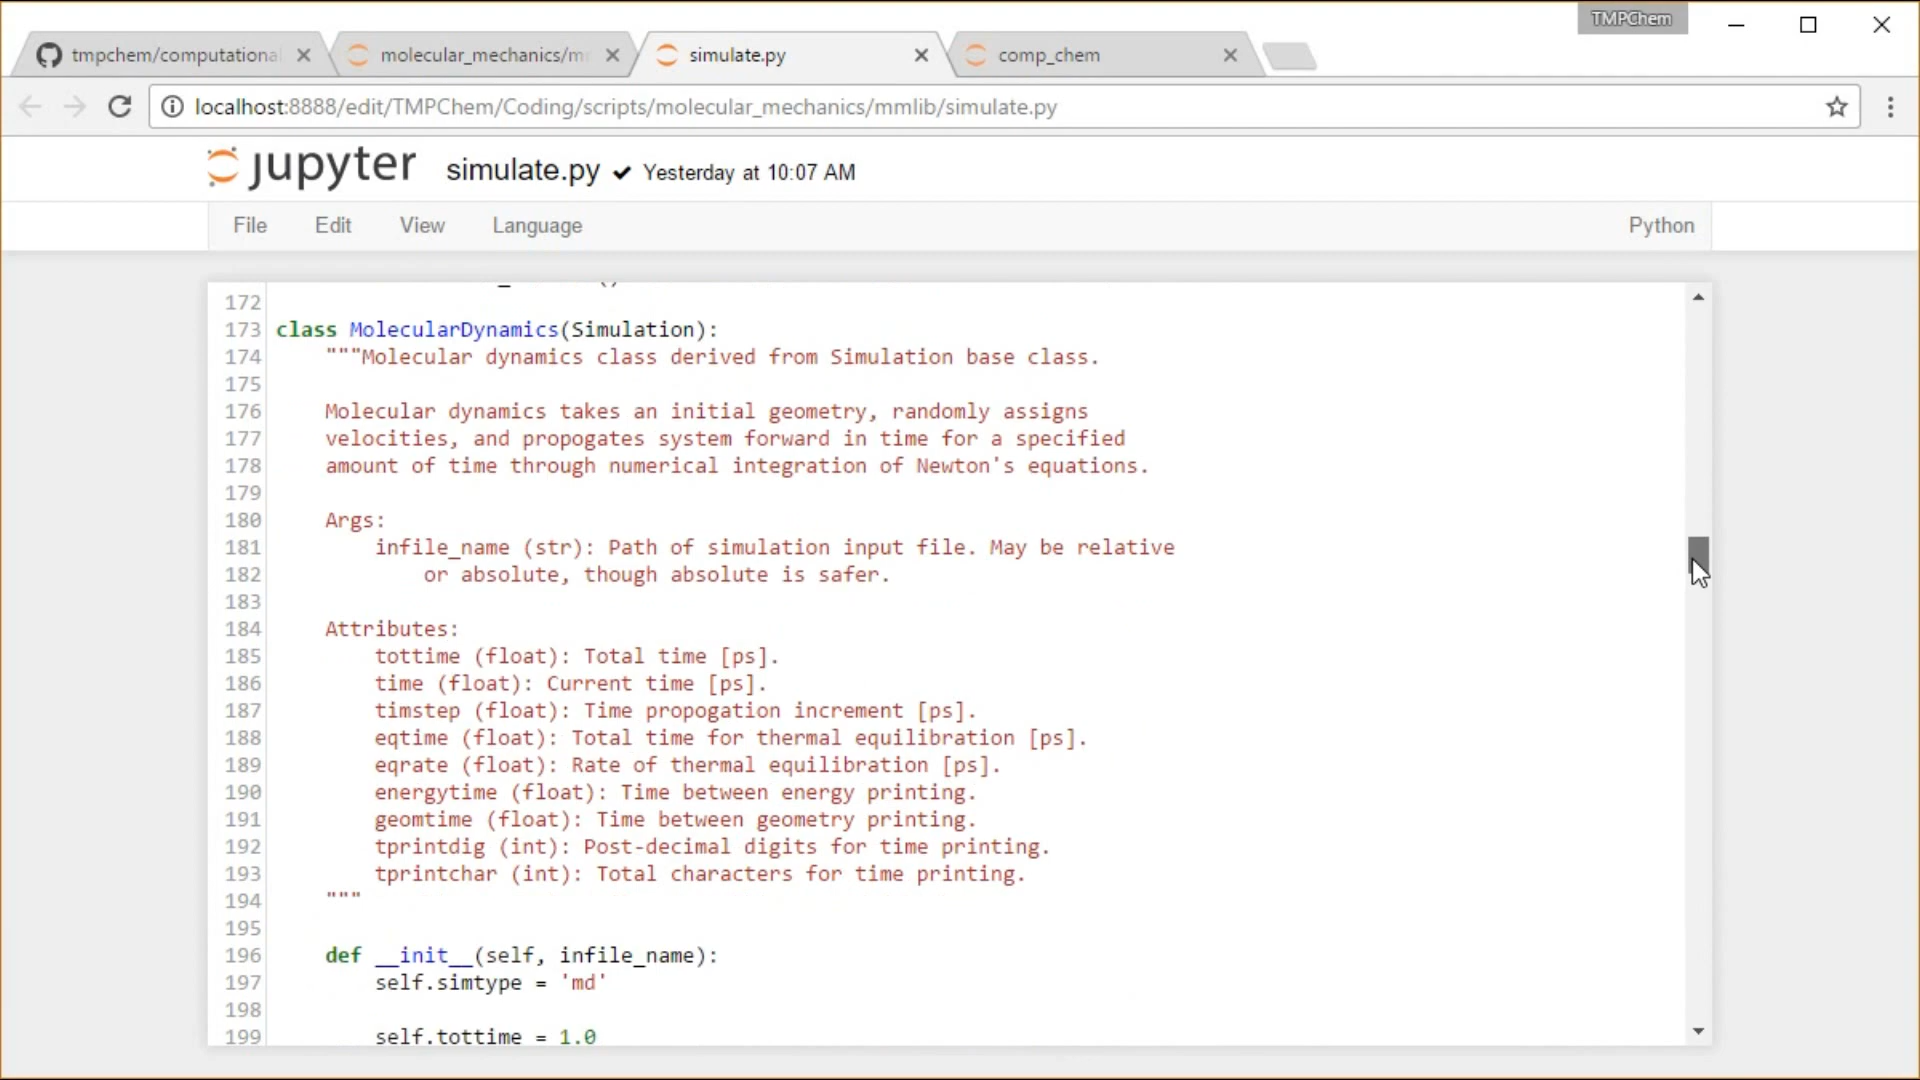 TMPChem
tmpchem/computational
molecular_mechanics/m
simulate.py
comp_chem
localhost:8888/edit/TMPChem/Coding/scripts/molecular_mechanics/mmlib/simulate.py
jupyter simulate.py ✔ Yesterday at 10:07 AM
File Edit View Language Python
172
173 class MolecularDynamics(Simulation):
174 """Molecular dynamics class derived from Simulation base class.
175
176 Molecular dynamics takes an initial geometry, randomly assigns
177 velocities, and propogates system forward in time for a specified
178 amount of time through numerical integration of Newton's equations.
179
180 Args:
181 infile_name (str): Path of simulation input file. May be relative
182 or absolute, though absolute is safer.
183
184 Attributes:
185 tottime (float): Total time [ps].
186 time (float): Current time [ps].
187 timstep (float): Time propogation increment [ps].
188 eqtime (float): Total time for thermal equilibration [ps].
189 eqrate (float): Rate of thermal equilibration [ps].
190 energytime (float): Time between energy printing.
191 geomtime (float): Time between geometry printing.
192 tprintdig (int): Post-decimal digits for time printing.
193 tprintchar (int): Total characters for time printing.
194 """
195
196 def __init__(self, infile_name):
197 self.simtype = 'md'
198
199 self.tottime = 1.0